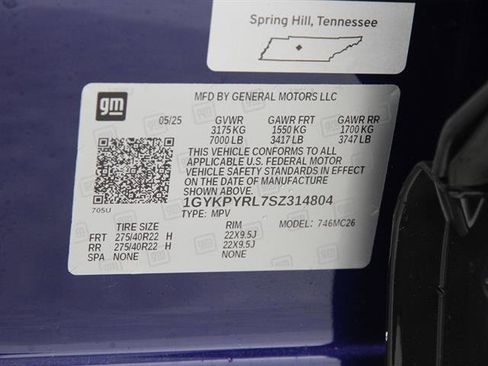 Spring Hill, Tennessee
gm
MFD BY GENERAL MOTORS LLC
05/25 GVWR GAWR FRT GAWR RR
3175 KG 1550 KG 1700 KG
7000 LB 3417 LB 3747 LB
THIS VEHICLE CONFORMS TO ALL
APPLICABLE U.S. FEDERAL MOTOR
VEHICLE SAFETY STANDARDS IN EFFECT
ON THE DATE OF MANUFACTURE
SHOWN ABOVE.
1GYKPYRL7SZ314804
705U
TYPE: MPV MODEL: 746MC26
TIRE SIZE RIM
FRT 275/40R22 H 22X9.5J
RR 275/40R22 H 22X9.5J
SPA NONE NONE